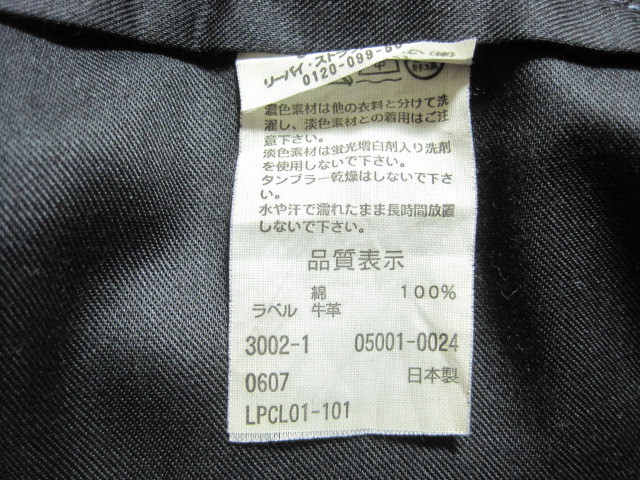 リーバイ・ストラ
0120-099-
濃色素材は他の衣料と分けて洗
濯し、淡色素材との着用はご注
意下さい。
淡色素材は蛍光増白剤入り洗剤
を使用しないで下さい。
タンブラー乾燥はしないで下さ
い。
水や汗で濡れたまま長時間放置
しないで下さい。
品質表示
綿 100%
ラベル 牛革
3002-1 05001-0024
0607 日本製
LPCL01-101